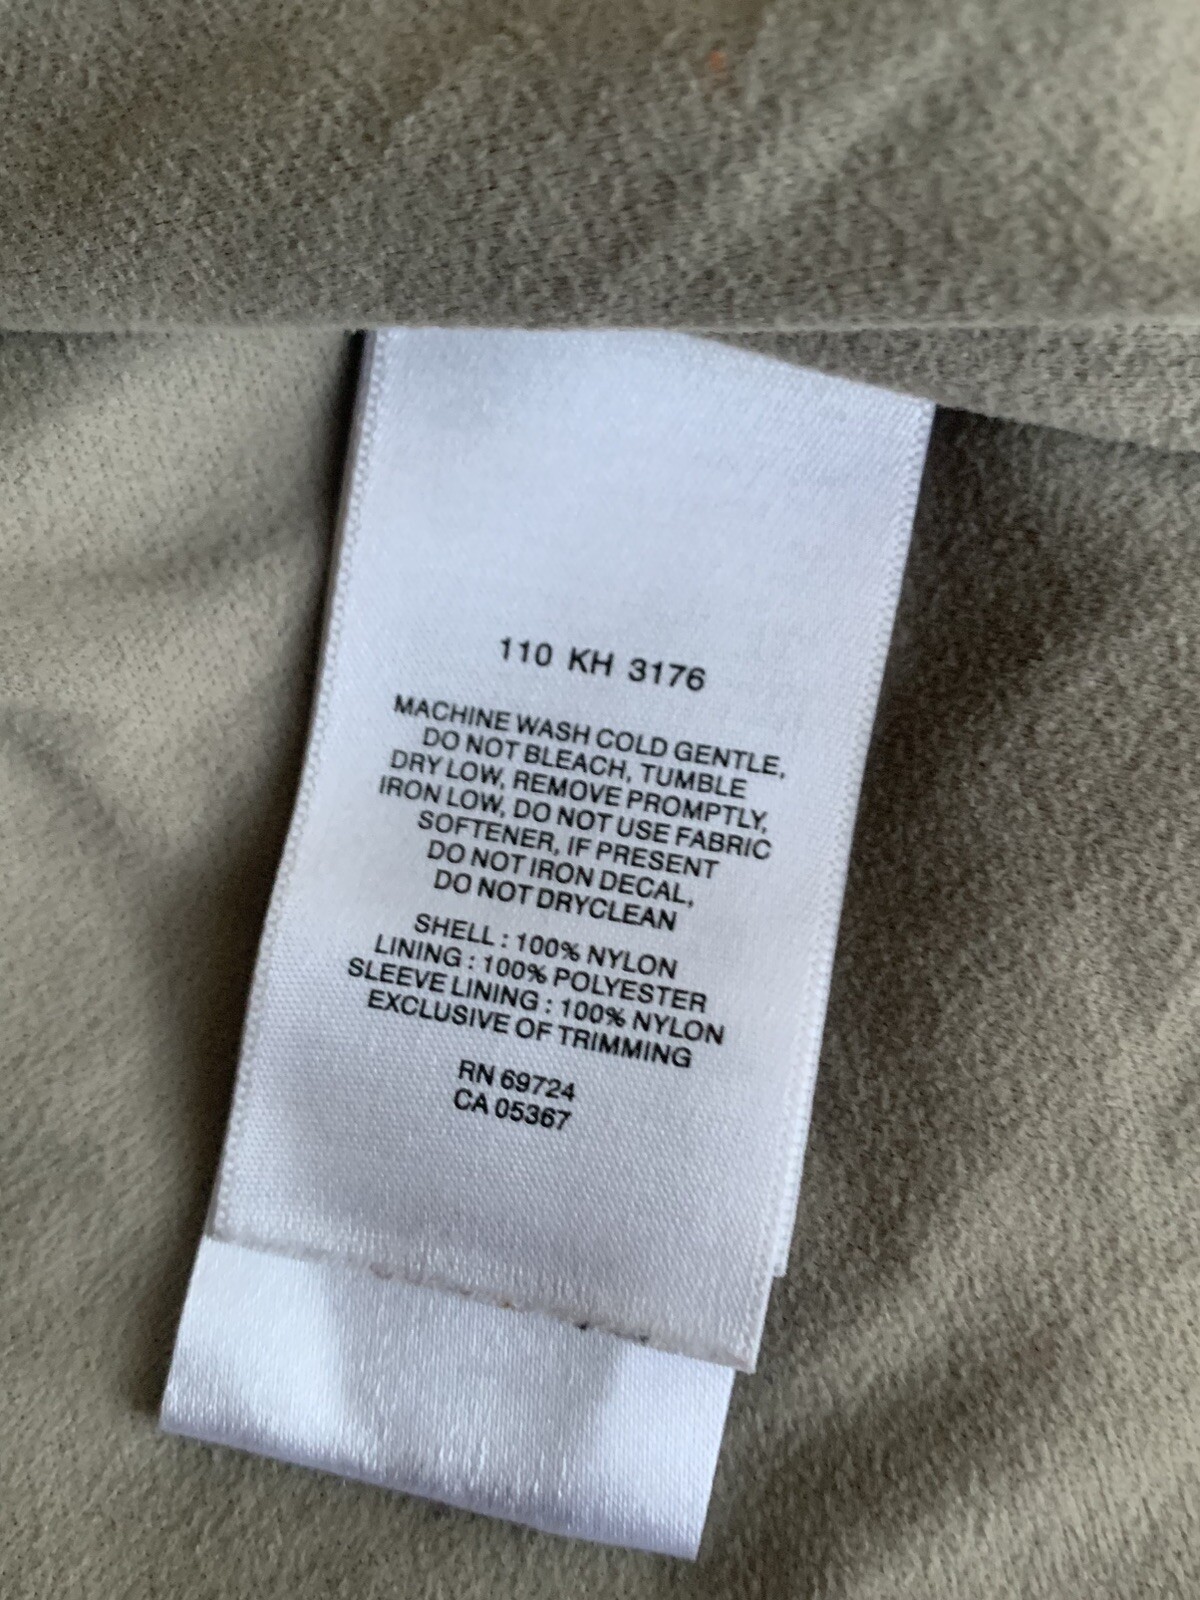 110 KH 3176
MACHINE WASH COLD GENTLE,
DO NOT BLEACH, TUMBLE
DRY LOW, REMOVE PROMPTLY,
IRON LOW, DO NOT USE FABRIC
SOFTENER, IF PRESENT
DO NOT IRON DECAL,
DO NOT DRYCLEAN
SHELL : 100% NYLON
LINING : 100% POLYESTER
SLEEVE LINING : 100% NYLON
EXCLUSIVE OF TRIMMING
RN 69724
CA 05367